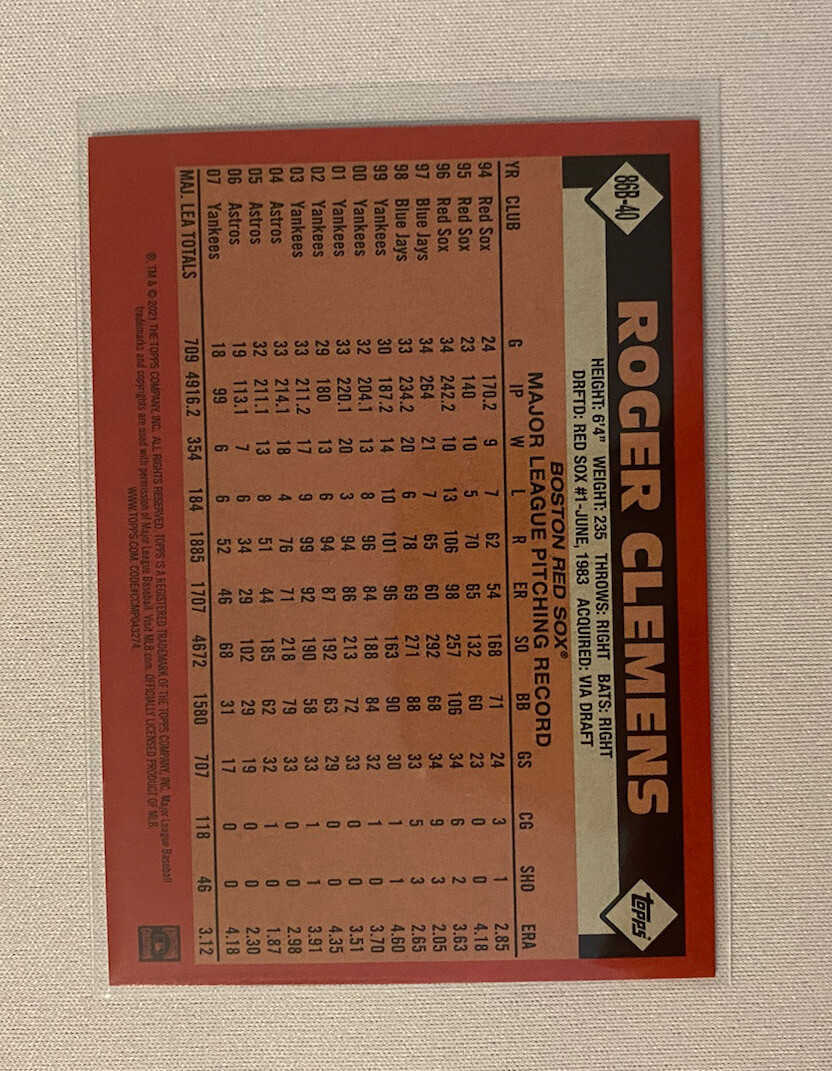 86B-40
ROGER CLEMENS
topps®
HEIGHT: 6'4" WEIGHT: 235 THROWS: RIGHT BATS: RIGHT
DRFTD: RED SOX #1-JUNE, 1983 ACQUIRED: VIA DRAFT
BOSTON RED SOX®
MAJOR LEAGUE PITCHING RECORD
YR CLUB G IP W L R ER SO BB GS CG SHO ERA
94 Red Sox 24 170.2 9 7 62 54 168 71 24 3 1 2.85
95 Red Sox 23 140 10 5 70 65 132 60 23 0 0 4.18
96 Red Sox 34 242.2 10 13 106 98 257 106 34 6 2 3.63
97 Blue Jays 34 264 21 7 65 60 292 68 34 9 3 2.05
98 Blue Jays 33 234.2 20 6 78 69 271 88 33 5 3 2.65
99 Yankees 30 187.2 14 10 101 96 163 90 30 1 1 4.60
00 Yankees 32 204.1 13 8 96 84 188 84 32 1 0 3.70
01 Yankees 33 220.1 20 3 94 86 213 72 33 0 0 3.51
02 Yankees 29 180 13 6 94 87 192 63 29 0 0 4.35
03 Yankees 33 211.2 17 9 99 92 190 58 33 1 1 3.91
04 Astros 33 214.1 18 4 76 71 218 79 33 0 0 2.98
05 Astros 32 211.1 13 8 51 44 185 62 32 1 0 1.87
06 Astros 19 113.1 7 6 34 29 102 29 19 0 0 2.30
07 Yankees 18 99 6 6 52 46 68 31 17 0 0 4.18
MAJ. LEA TOTALS 709 4916.2 354 184 1885 1707 4672 1580 707 118 46 3.12
®, TM & © 2021 THE TOPPS COMPANY, INC. ALL RIGHTS RESERVED. TOPPS IS A REGISTERED TRADEMARK OF THE TOPPS COMPANY, INC. Major League Baseball
trademarks and copyrights are used with permission of Major League Baseball. Visit MLB.com. OFFICIALLY LICENSED PRODUCT OF MLB
WWW.TOPPS.COM. CODE#CCMP043274